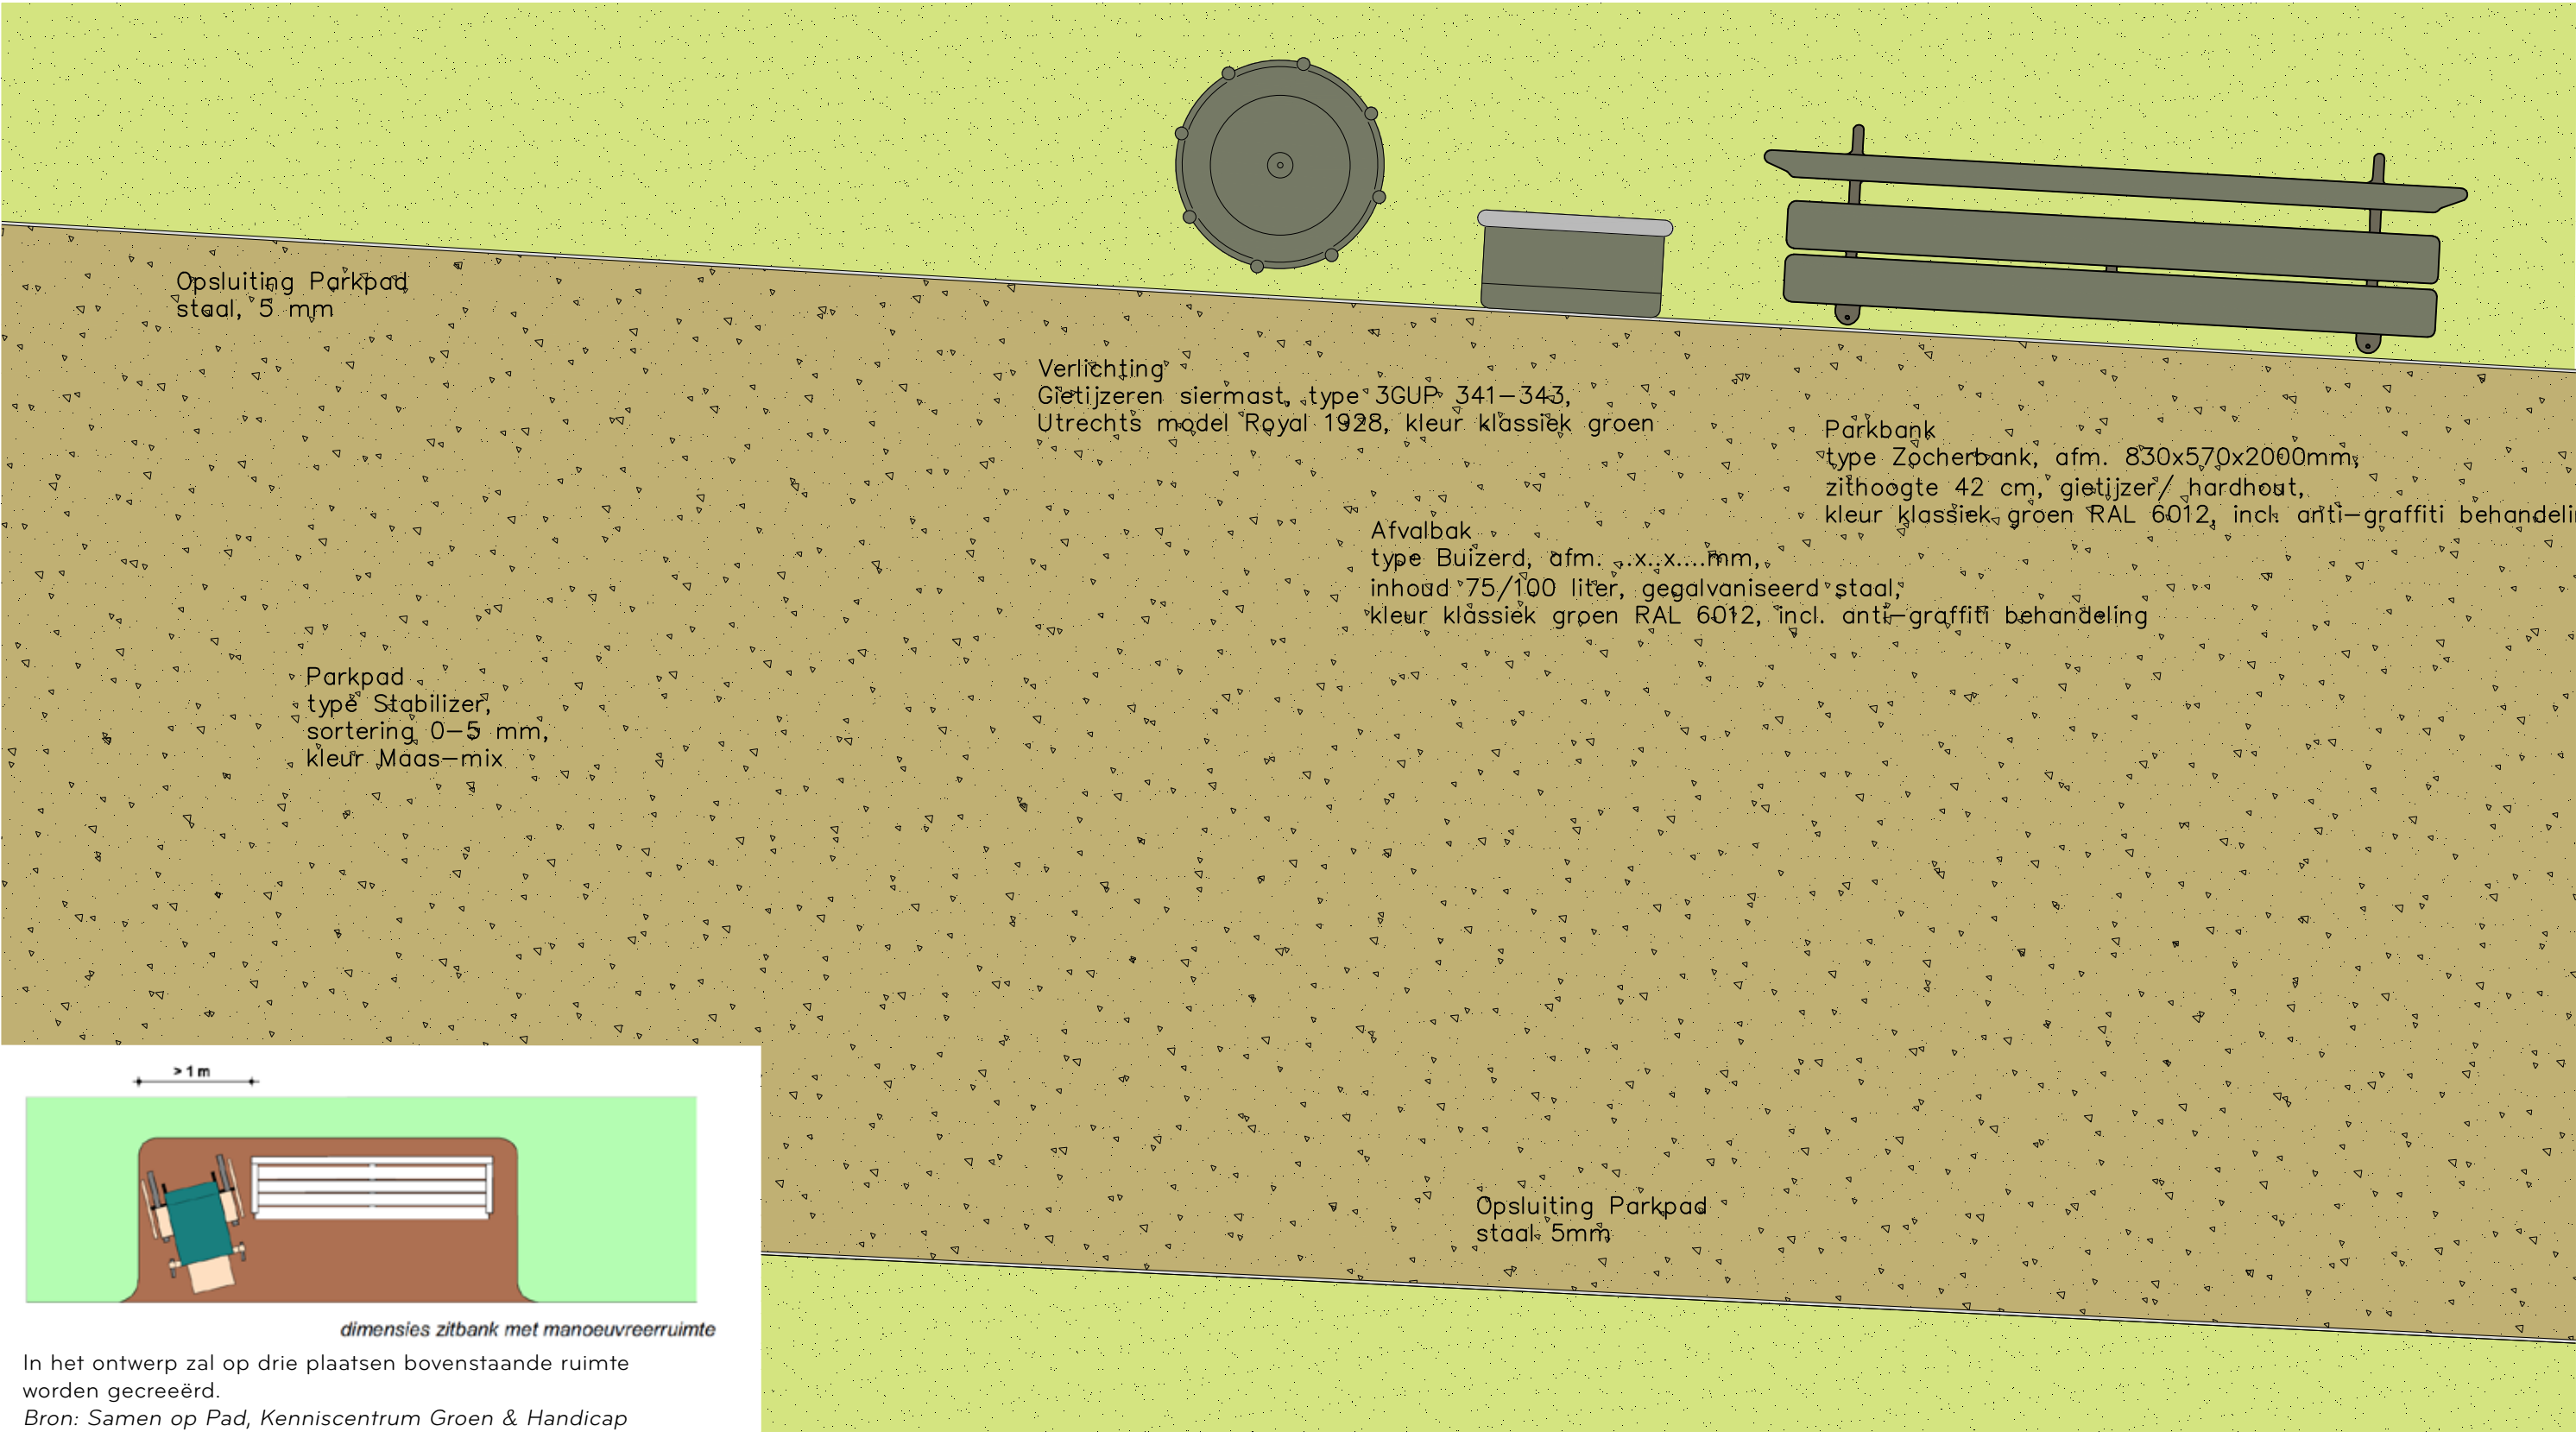 Opsluiting Parkpad
staal, 5 mm
Verlichting
Gietijzeren siermast, type 3GUP 341-343,
Utrechts model Royal 1928, kleur klassiek groen
Parkbank
type Zocherbank, afm. 830x570x2000mm,
zithoogte 42 cm, gietijzer/ hardhout,
kleur klassiek groen RAL 6012, incl. anti-graffiti
Afvalbak
type Buizerd, afm. ..x..x....mm,
inhoud 75/100 liter, gegalvaniseerd staal,
kleur klassiek groen RAL 6012, incl. anti-graffiti behandeling
Parkpad
type Stabilizer,
sortering 0-5 mm,
kleur Maas-mix
Opsluiting Parkpad
staal 5mm
> 1 m
dimensies zitbank met manoeuvreerruimte
In het ontwerp zal op drie plaatsen bovenstaande ruimte
worden gecreeërd.
Bron: Samen op Pad, Kenniscentrum Groen & Handicap